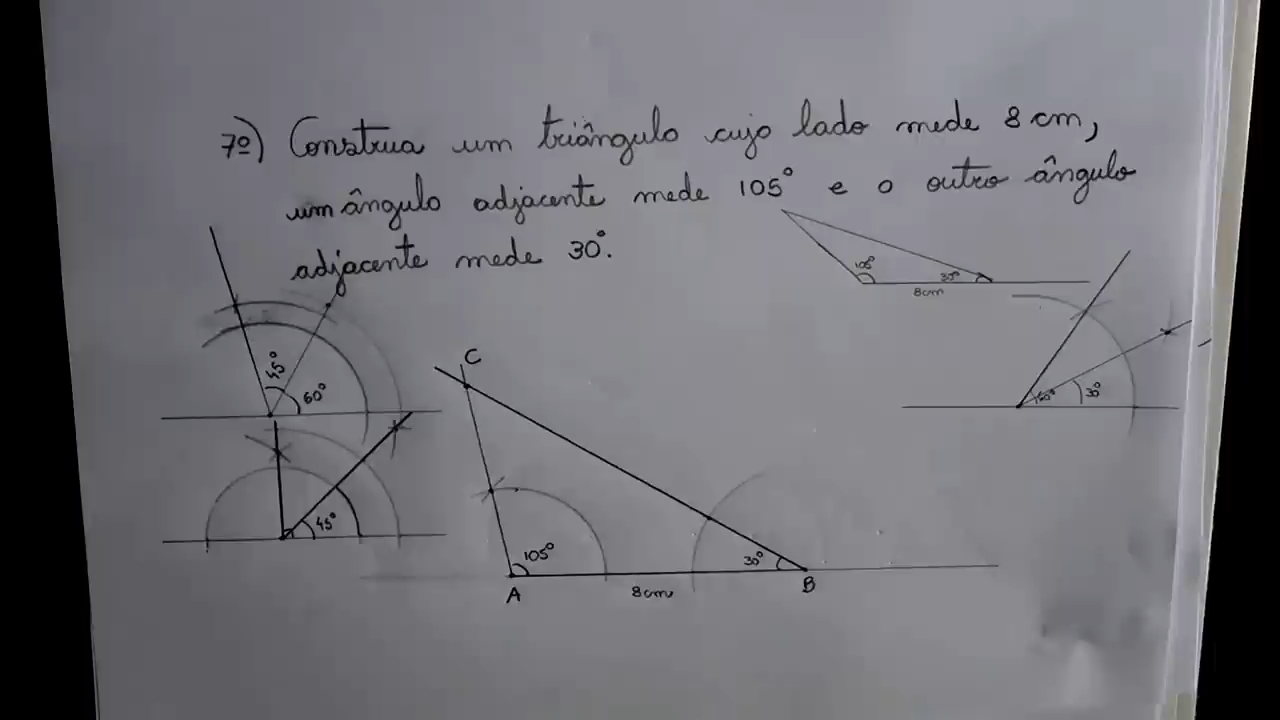 7º) Construa um triângulo cujo lado mede 8 cm,
um ângulo adjacente mede 105° e o outro ângulo
adjacente mede 30°.
105°
30°
8cm
45°
60°
60°
30°
45°
C
105°
30°
A
8cm
B